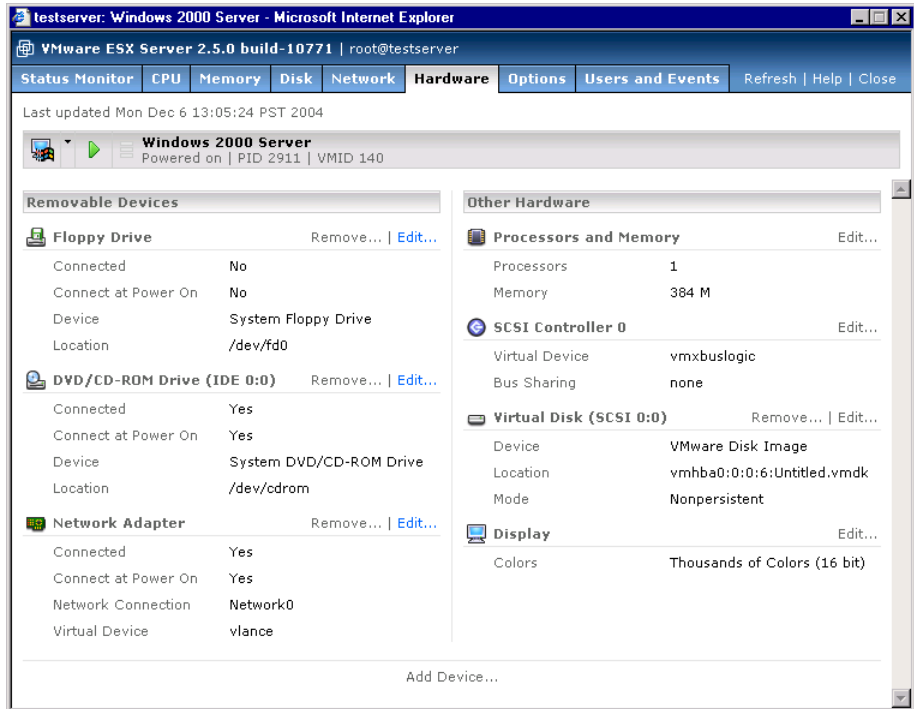 testserver: Windows 2000 Server - Microsoft Internet Explorer
VMware ESX Server 2.5.0 build-10771 | root@testserver
Status Monitor CPU Memory Disk Network Hardware Options Users and Events Refresh | Help | Close
Last updated Mon Dec 6 13:05:24 PST 2004
Windows 2000 Server
Powered on | PID 2911 | VMID 140
Removable Devices
Floppy Drive Remove... | Edit...
Connected No
Connect at Power On No
Device System Floppy Drive
Location /dev/fd0
DVD/CD-ROM Drive (IDE 0:0) Remove... | Edit...
Connected Yes
Connect at Power On Yes
Device System DVD/CD-ROM Drive
Location /dev/cdrom
Network Adapter Remove... | Edit...
Connected Yes
Connect at Power On Yes
Network Connection Network0
Virtual Device vlance
Other Hardware
Processors and Memory Edit...
Processors 1
Memory 384 M
SCSI Controller 0 Edit...
Virtual Device vmxbuslogic
Bus Sharing none
Virtual Disk (SCSI 0:0) Remove... | Edit...
Device VMware Disk Image
Location vmhba0:0:0:6:Untitled.vmdk
Mode Nonpersistent
Display Edit...
Colors Thousands of Colors (16 bit)
Add Device...